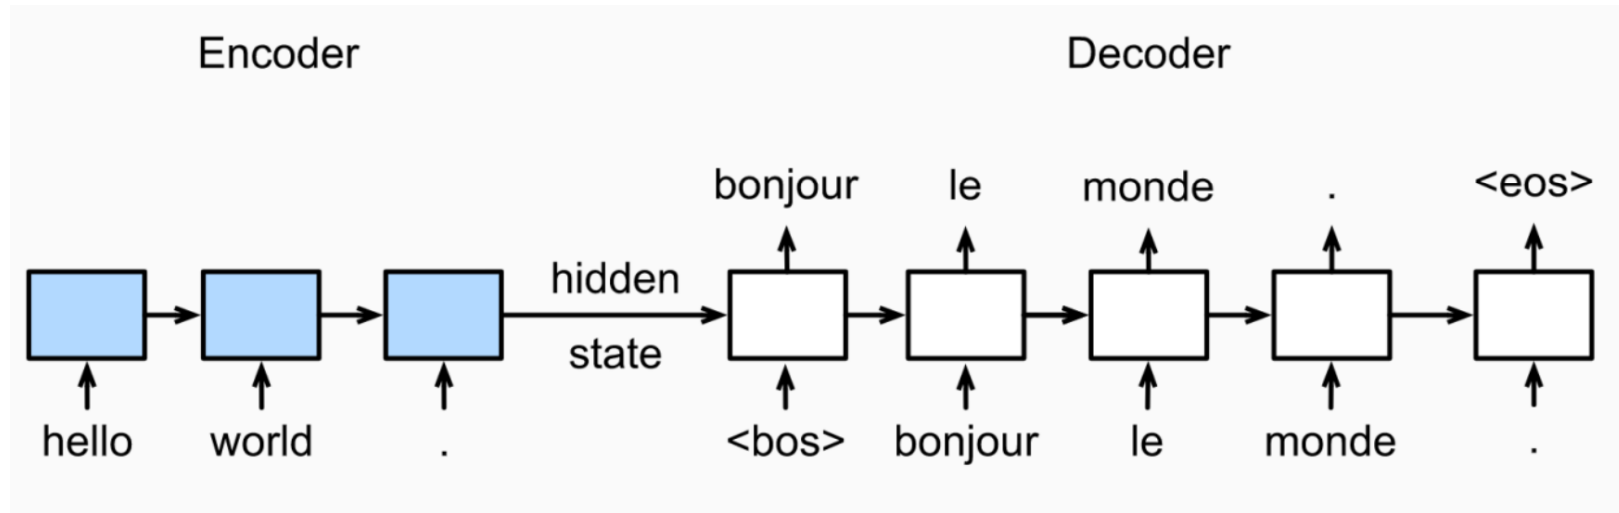 Encoder Decoder
bonjour le monde . <eos>
hidden
state
hello world . <bos> bonjour le monde .